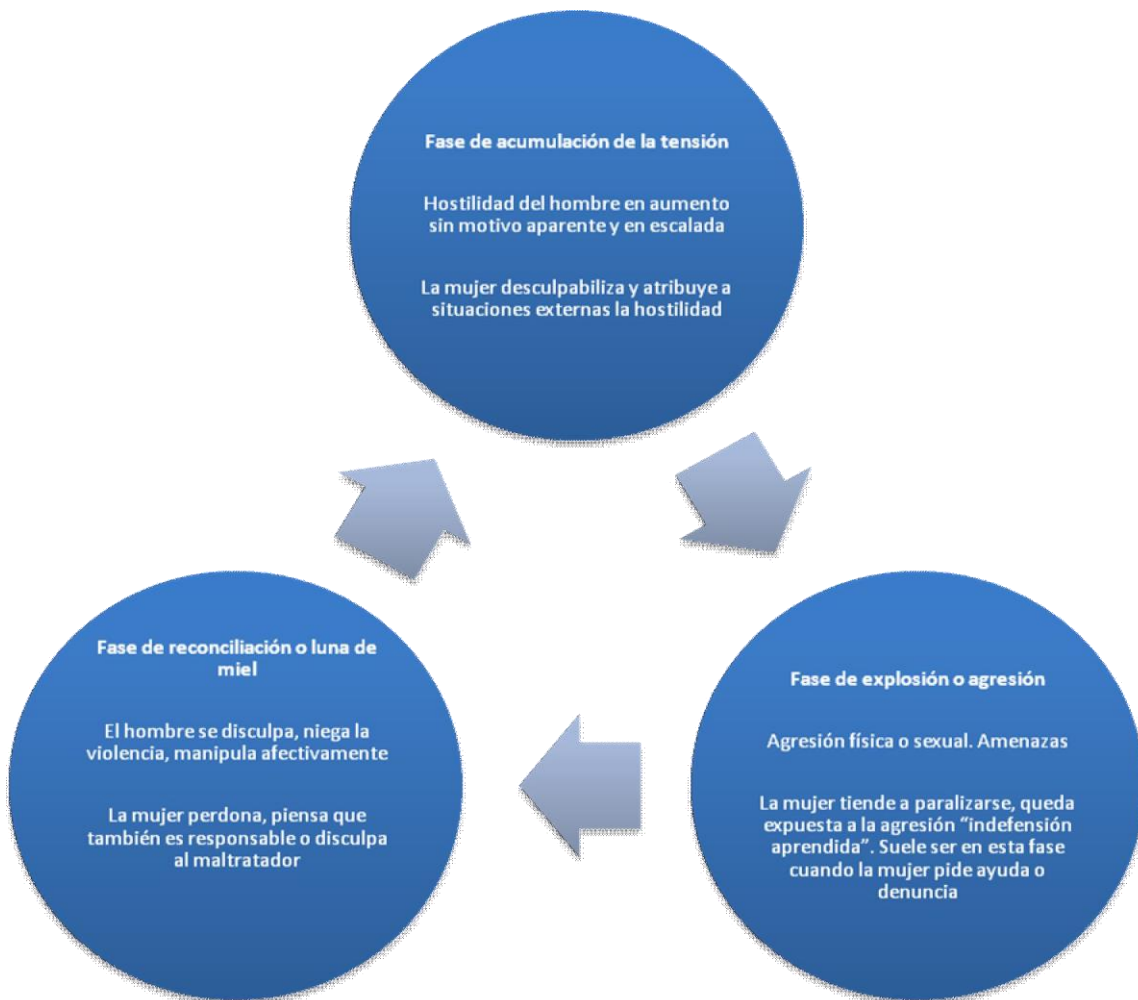 Fase de acumulación de la tensión
Hostilidad del hombre en aumento
sin motivo aparente y en escalada
La mujer desculpabiliza y atribuye a
situaciones externas la hostilidad
Fase de explosión o agresión
Agresión física o sexual. Amenazas
La mujer tiende a paralizarse, queda
expuesta a la agresión “indefensión
aprendida”. Suele ser en esta fase
cuando la mujer pide ayuda o
denuncia
Fase de reconciliación o luna de
miel
El hombre se disculpa, niega la
violencia, manipula afectivamente
La mujer perdona, piensa que
también es responsable o disculpa
al maltratador